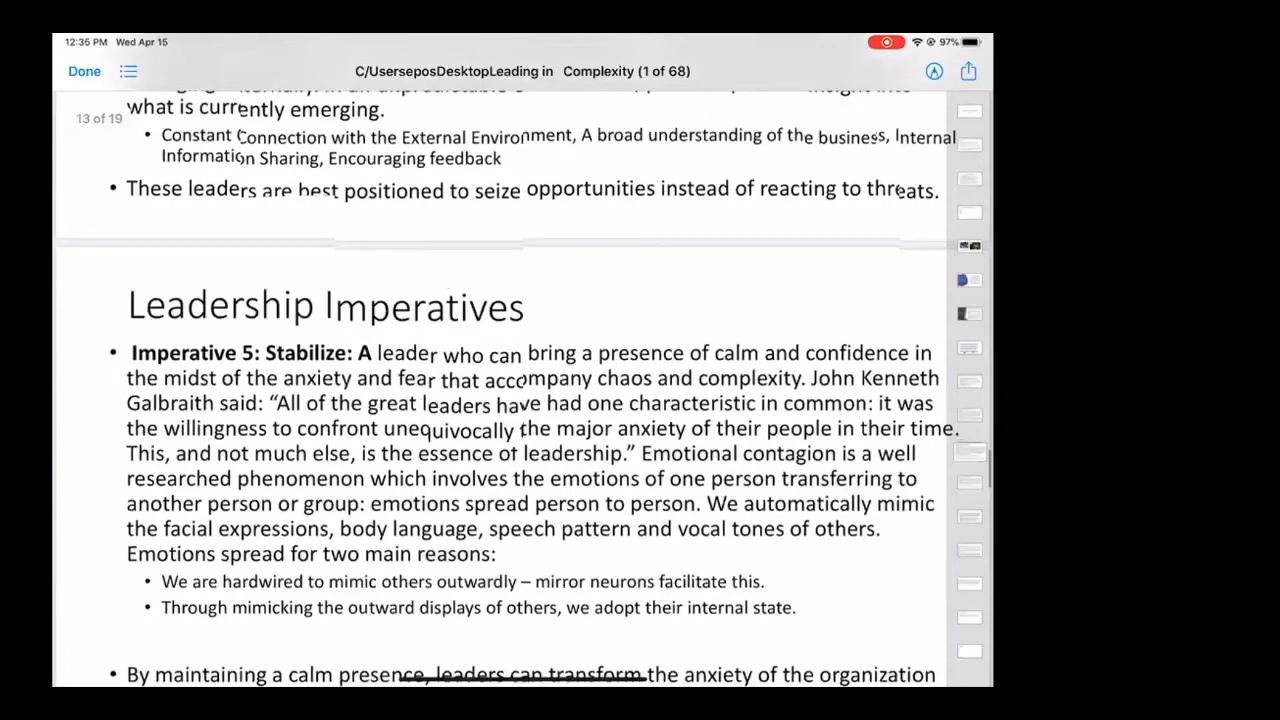 12:35 PM Wed Apr 15
97%
Done
C/UserseposDesktopLeading in Complexity (1 of 68)
what is currently emerging.
13 of 19
• Constant Connection with the External Environment, A broad understanding of the business, Internal
Information Sharing, Encouraging feedback
• These leaders are best positioned to seize opportunities instead of reacting to threats.
Leadership Imperatives
• Imperative 5: Stabilize: A leader who can bring a presence of calm and confidence in
the midst of the anxiety and fear that accompany chaos and complexity. John Kenneth
Galbraith said: “All of the great leaders have had one characteristic in common: it was
the willingness to confront unequivocally the major anxiety of their people in their time.
This, and not much else, is the essence of leadership.” Emotional contagion is a well
researched phenomenon which involves the emotions of one person transferring to
another person or group: emotions spread person to person. We automatically mimic
the facial expressions, body language, speech pattern and vocal tones of others.
Emotions spread for two main reasons:
• We are hardwired to mimic others outwardly – mirror neurons facilitate this.
• Through mimicking the outward displays of others, we adopt their internal state.
• By maintaining a calm presence, leaders can transform the anxiety of the organization